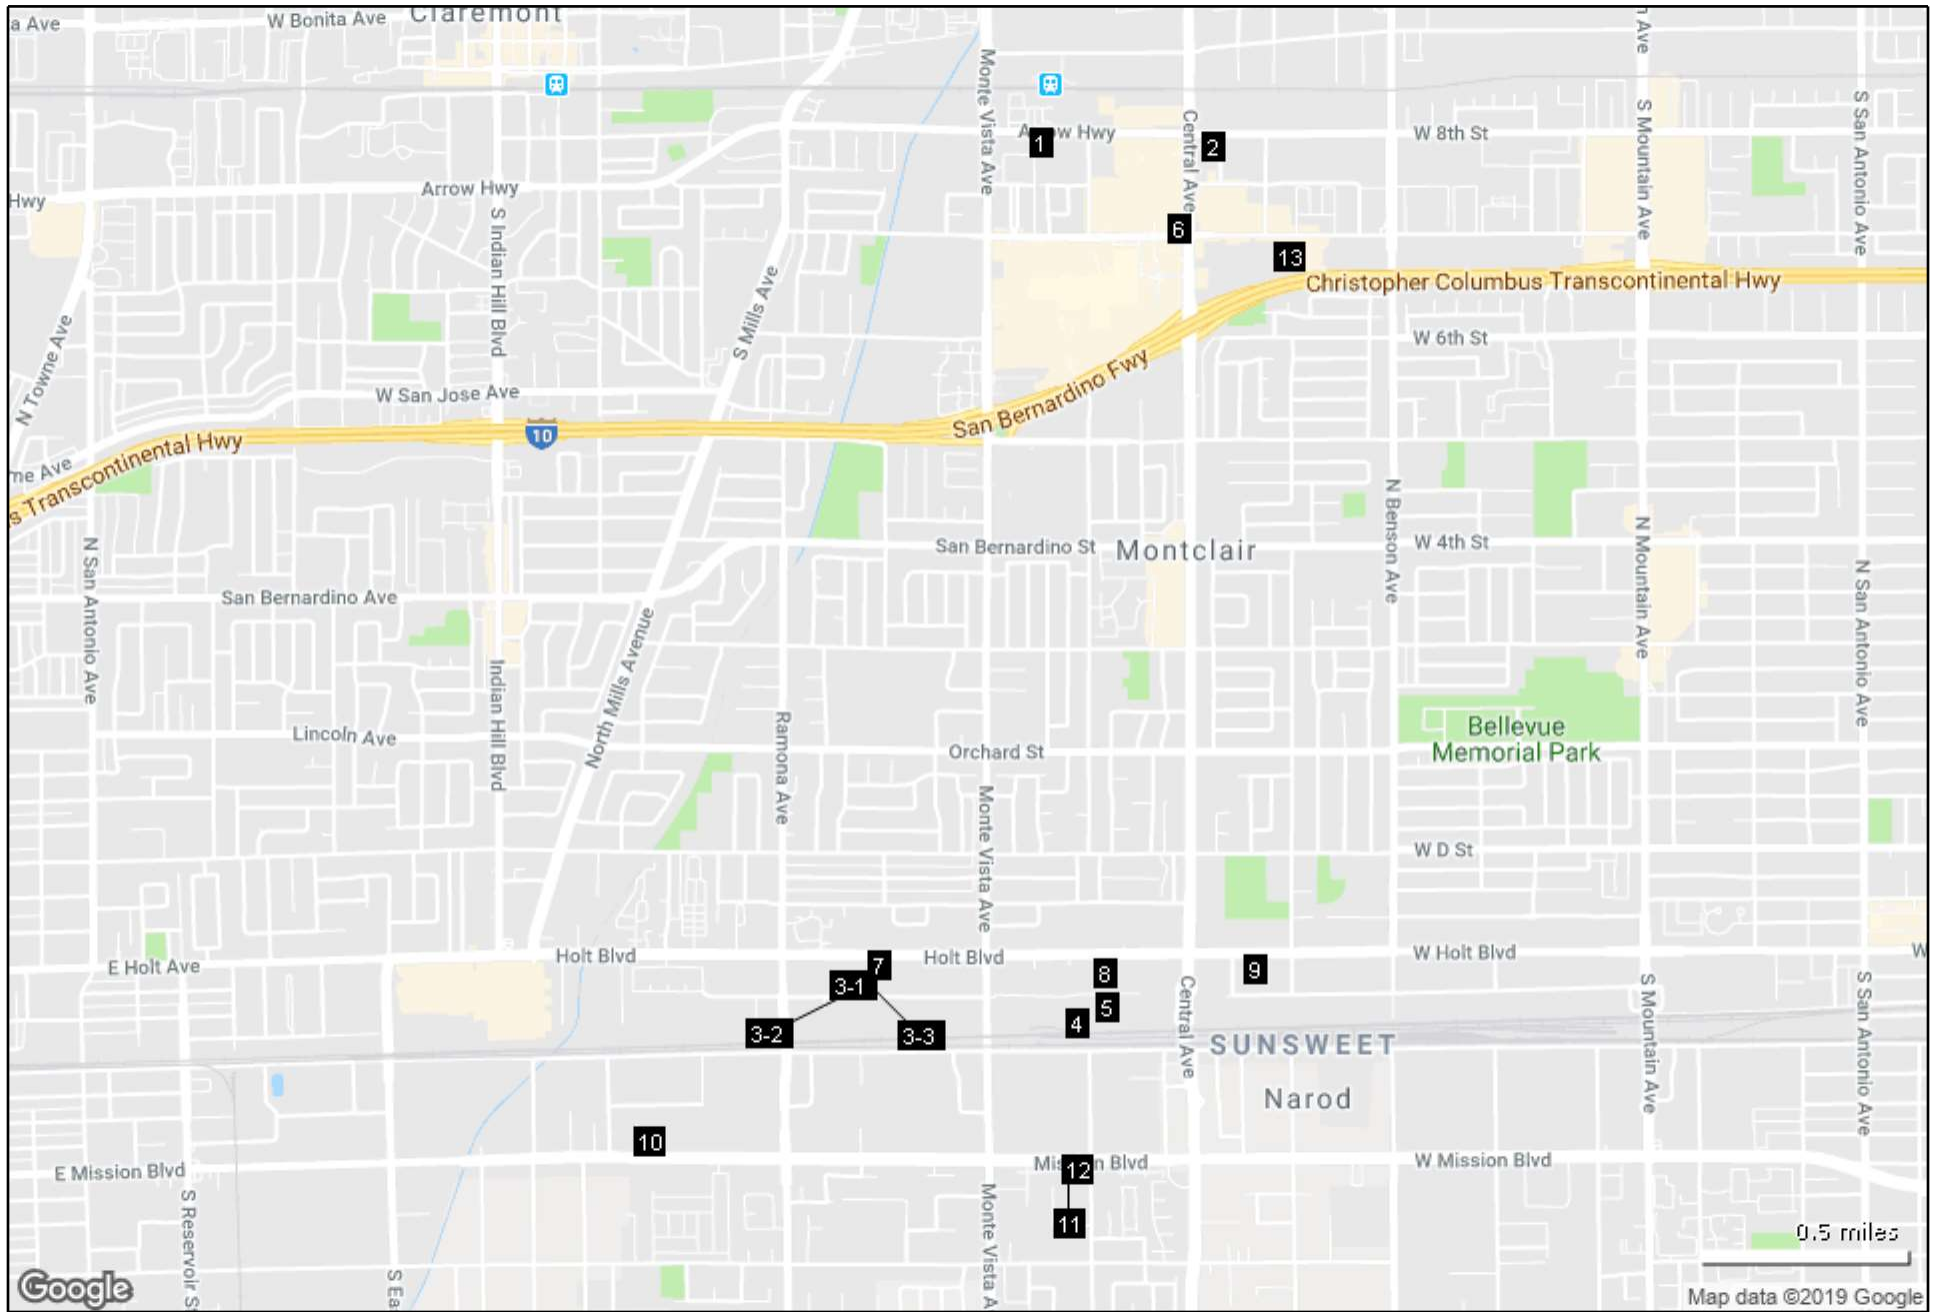 a Ave
W Bonita Ave
Claremont
Ave
S Mountain Ave
S San Antonio Ave
Monte Vista Ave
Central Ave
1
Hwy
2
W 8th St
Arrow Hwy
Hwy
S Indian Hill Blvd
6
13
Christopher Columbus Transcontinental Hwy
S Mills Ave
N Towne Ave
W 6th St
W San Jose Ave
San Bernardino Fwy
10
s Transcontinental Hwy
ne Ave
N San Antonio Ave
San Bernardino St
Montclair
N Benson Ave
W 4th St
N Mountain Ave
N San Antonio Ave
San Bernardino Ave
North Mills Avenue
Indian Hill Blvd
Lincoln Ave
Ramona Ave
Orchard St
Bellevue
Memorial Park
Monte Vista Ave
W D St
E Holt Ave
Holt Blvd
7
Holt Blvd
8
9
W Holt Blvd
W
3-1
5
4
3-2
3-3
Central Ave
SUNSWEET
Narod
S Mountain Ave
S San Antonio Ave
10
E Mission Blvd
12
n Blvd
W Mission Blvd
11
S Reservoir St
S Ea
Monte Vista A
0.5 miles
Google
Map data ©2019 Google